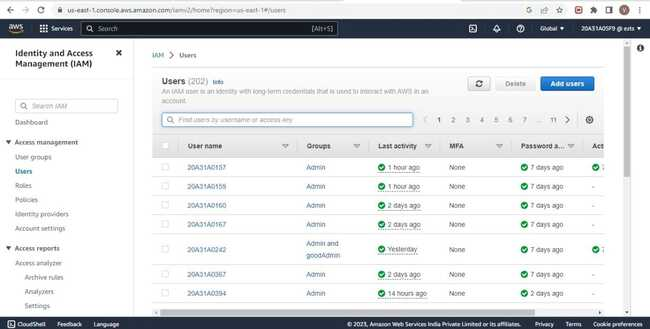 us-east-1.console.aws.amazon.com/iamv2/home?region=us-east-1#/users
aws
Services
Search
[Alt+S]
Global
20A31A05F9 @ ezts
Identity and Access
Management (IAM)
Search IAM
Dashboard
Access management
User groups
Users
Roles
Policies
Identity providers
Account settings
Access reports
Access analyzer
Archive rules
Analyzers
Settings
IAM
Users
Users (202) Info
An IAM user is an identity with long-term credentials that is used to interact with AWS in an
account.
Delete
Add users
Find users by username or access key
1 2 3 4 5 6 7 ... 11
User name Groups Last activity MFA Password a... Act
20A31A0157 Admin 1 hour ago None 7 days ago
20A31A0159 Admin 1 hour ago None 7 days ago -
20A31A0160 Admin 2 days ago None 7 days ago -
20A31A0167 Admin 2 days ago None 7 days ago -
20A31A0242 Admin and
goodAdmin Yesterday None 7 days ago
20A31A0367 Admin 2 days ago None 7 days ago -
20A31A0394 Admin 14 hours ago None 7 days ago -
CloudShell Feedback Language © 2023, Amazon Web Services India Private Limited or its affiliates. Privacy Terms Cookie preferences